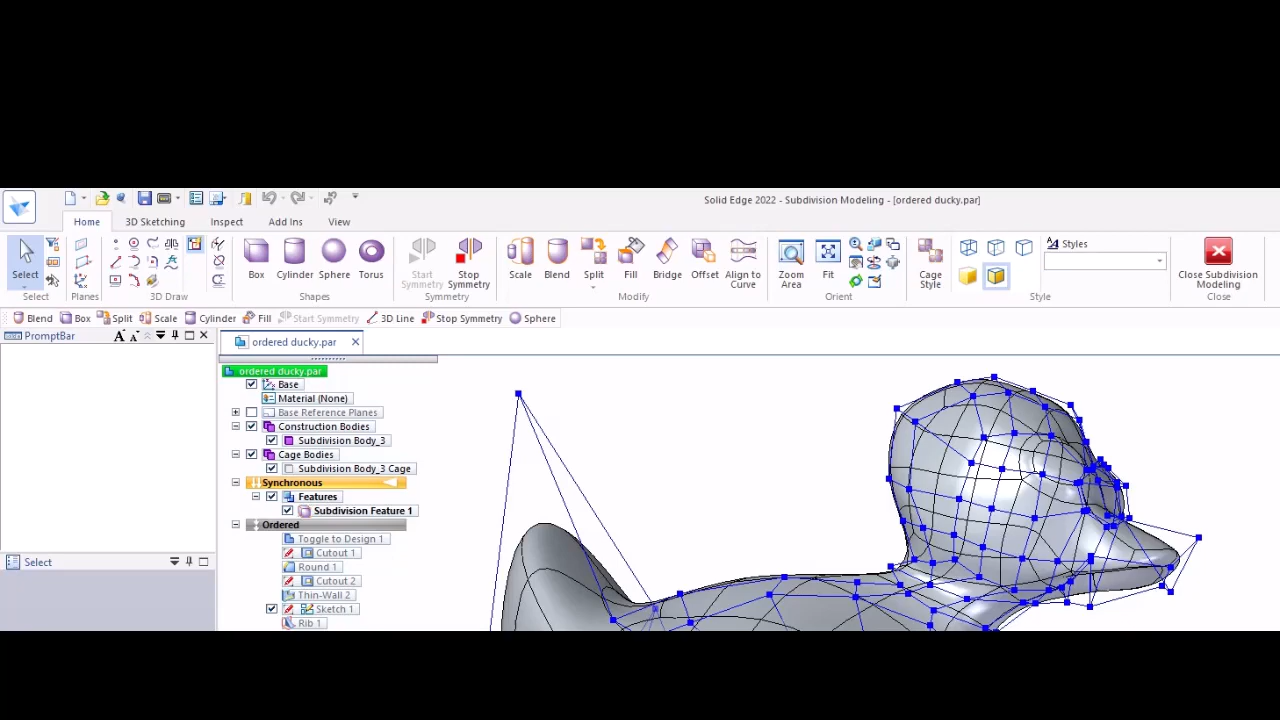 Solid Edge 2022 - Subdivision Modeling - [ordered ducky.par]
Home 3D Sketching Inspect Add Ins View
Select Box Cylinder Sphere Torus Start Symmetry Stop Symmetry Scale Blend Split Fill Bridge Offset Align to Curve Zoom Area Fit Cage Style Styles Close Subdivision Modeling
Select Planes 3D Draw Shapes Symmetry Modify Orient Style Close
Blend Box Split Scale Cylinder Fill Start Symmetry 3D Line Stop Symmetry Sphere
PromptBar
ordered ducky.par
ordered ducky.par
Base
Material (None)
Base Reference Planes
Construction Bodies
Subdivision Body_3
Cage Bodies
Subdivision Body_3 Cage
Synchronous
Features
Subdivision Feature 1
Ordered
Toggle to Design 1
Cutout 1
Select
Round 1
Cutout 2
Thin-Wall 2
Sketch 1
Rib 1